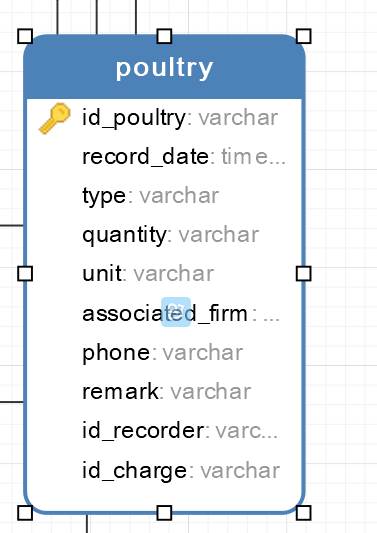 poultry
id_poultry: varchar
record_date: time...
type: varchar
quantity: varchar
unit: varchar
associated_firm: ...
phone: varchar
remark: varchar
id_recorder: varc...
id_charge: varchar